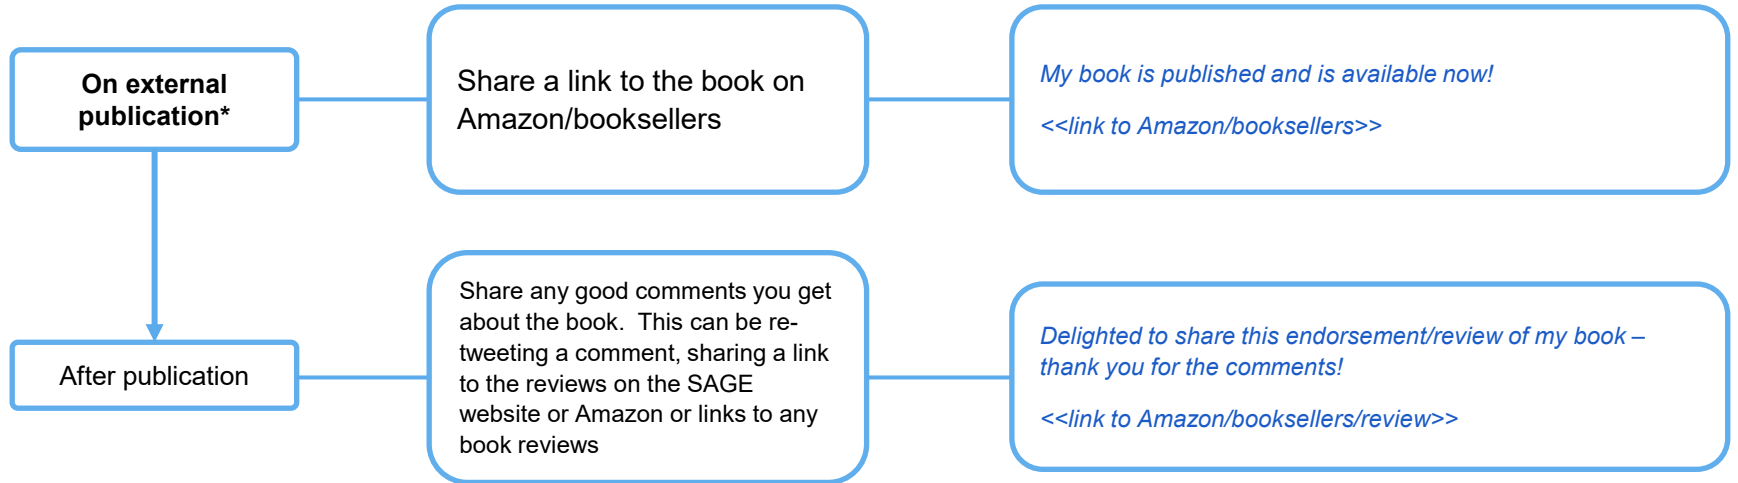 On external
publication*
Share a link to the book on
Amazon/booksellers
My book is published and is available now!
<<link to Amazon/booksellers>>
After publication
Share any good comments you get
about the book.  This can be re-
tweeting a comment, sharing a link
to the reviews on the SAGE
website or Amazon or links to any
book reviews
Delighted to share this endorsement/review of my book –
thank you for the comments!
<<link to Amazon/booksellers/review>>